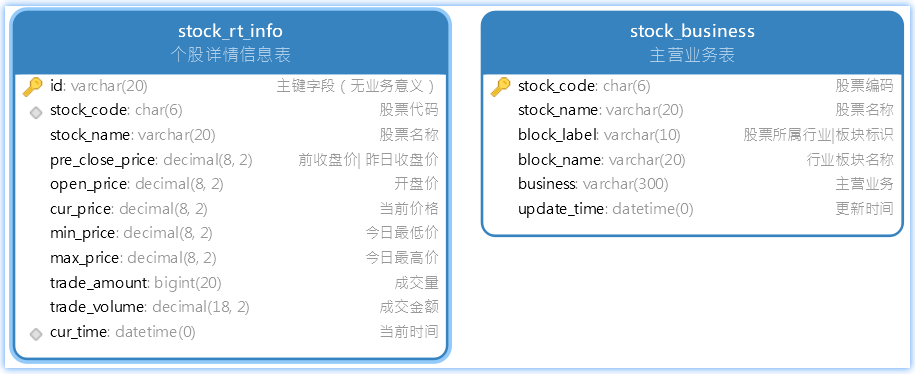 stock_rt_info
个股详情信息表
id: varchar(20) 主键字段（无业务意义）
stock_code: char(6) 股票代码
stock_name: varchar(20) 股票名称
pre_close_price: decimal(8, 2) 前收盘价| 昨日收盘价
open_price: decimal(8, 2) 开盘价
cur_price: decimal(8, 2) 当前价格
min_price: decimal(8, 2) 今日最低价
max_price: decimal(8, 2) 今日最高价
trade_amount: bigint(20) 成交量
trade_volume: decimal(18, 2) 成交金额
cur_time: datetime(0) 当前时间
stock_business
主营业务表
stock_code: char(6) 股票编码
stock_name: varchar(20) 股票名称
block_label: varchar(10) 股票所属行业|板块标识
block_name: varchar(20) 行业板块名称
business: varchar(300) 主营业务
update_time: datetime(0) 更新时间